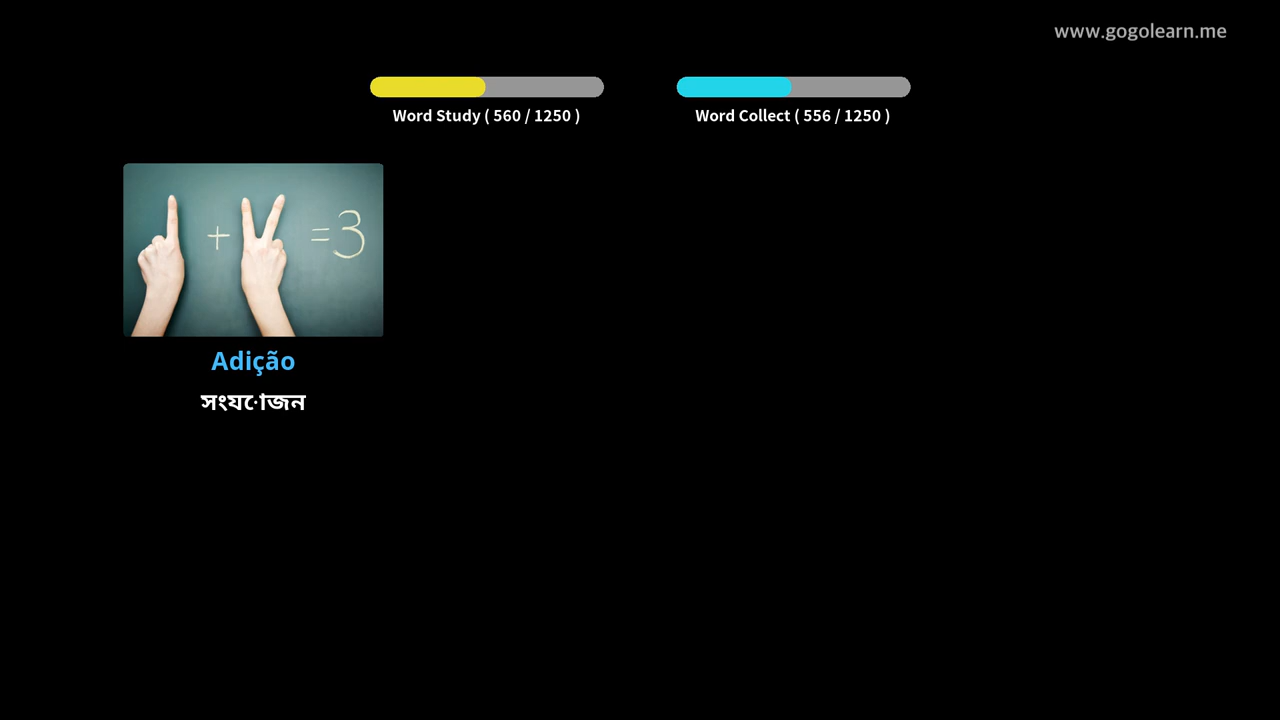 www.gogolearn.me
Word Study ( 560 / 1250 )
Word Collect ( 556 / 1250 )
+ =3
Adição
সংযোজন